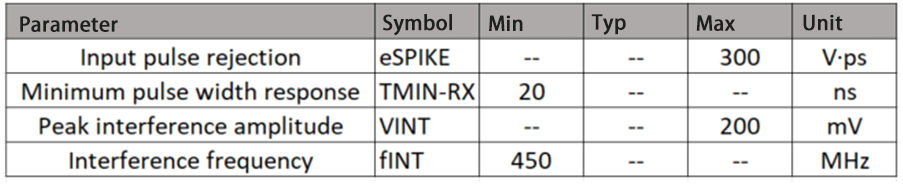 Parameter Symbol Min Typ Max Unit
Input pulse rejection eSPIKE -- -- 300 V·ps
Minimum pulse width response TMIN-RX 20 -- -- ns
Peak interference amplitude VINT -- -- 200 mV
Interference frequency fINT 450 -- -- MHz